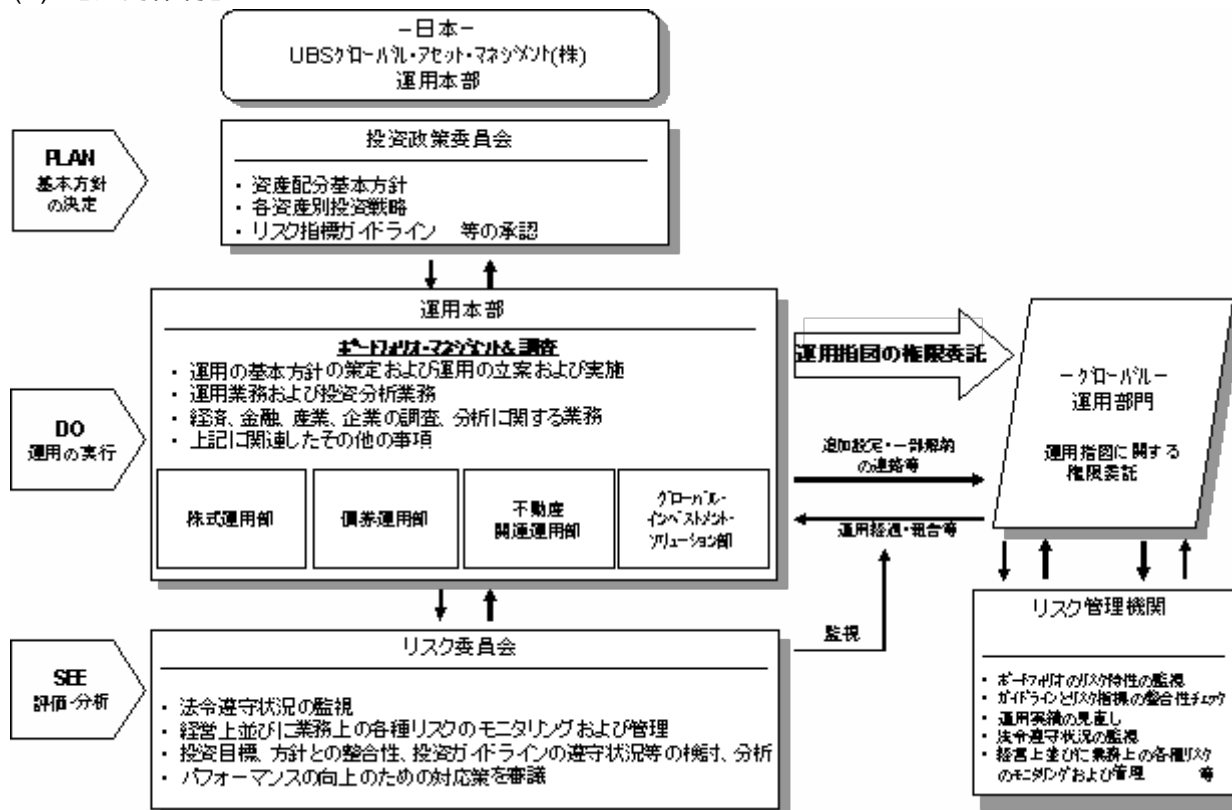 －日本－
UBSｸﾞﾛｰﾊﾞﾙ・ｱｾｯﾄ・ﾏﾈｼﾞﾒﾝﾄ(株)
運用本部
PLAN
基本方針
の決定
投資政策委員会
・ 資産配分基本方針
・ 各資産別投資戦略
・ リスク指標ガイドライン 等の承認
DO
運用の実行
運用本部
ﾎﾟｰﾄﾌｫﾘｵ・ﾏﾈｼﾞﾒﾝﾄ&調査
・ 運用の基本方針の策定および運用の立案および実施
・ 運用業務および投資分析業務
・ 経済、金融、産業、企業の調査、分析に関する業務
・ 上記に関連したその他の事項
株式運用部
債券運用部
不動産
関連運用部
ｸﾞﾛｰﾊﾞﾙ・
ｲﾝﾍﾞｽﾄﾒﾝﾄ・
ｿﾘｭｰｼｮﾝ部
運用指図の権限委託
追加設定・一部解約
の連絡等
運用経過・報告等
－ｸﾞﾛｰﾊﾞﾙ－
運用部門
運用指図に関する
権限委託
SEE
評価・分析
リスク委員会
・ 法令遵守状況の監視
・ 経営上並びに業務上の各種リスクのモニタリングおよび管理
・ 投資目標、方針との整合性、投資ガイドラインの遵守状況等の検討、分析
・ パフォーマンスの向上のための対応策を審議
監視
リスク管理機関
・ ﾎﾟｰﾄﾌｫﾘｵのﾘｽｸ特性の監視
・ ｶﾞｲﾄﾞﾗｲﾝとﾘｽｸ指標の整合性ﾁｪｯｸ
・ 運用実績の見直し
・ 法令遵守状況の監視
・ 経営上並びに業務上の各種ﾘｽｸ
のﾓﾆﾀﾘﾝｸﾞおよび管理 等